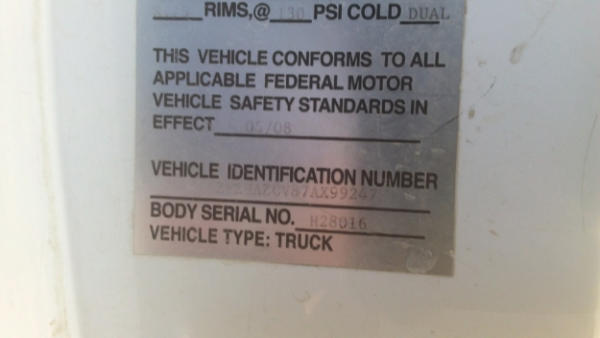 RIMS,@ 130 PSI COLD DUAL
THIS VEHICLE CONFORMS TO ALL
APPLICABLE FEDERAL MOTOR
VEHICLE SAFETY STANDARDS IN
EFFECT 05/08
VEHICLE IDENTIFICATION NUMBER
BODY SERIAL NO. H28016
VEHICLE TYPE: TRUCK